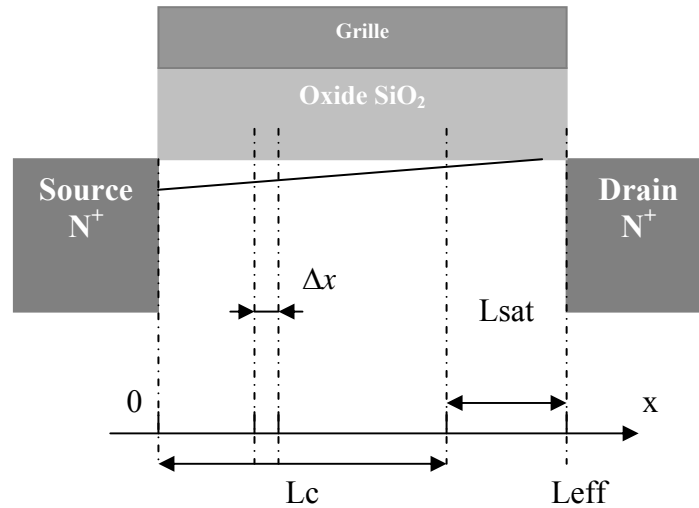 Grille
Oxide SiO₂
Source
N⁺
Drain
N⁺
Δx
Lsat
0
x
Lc
Leff